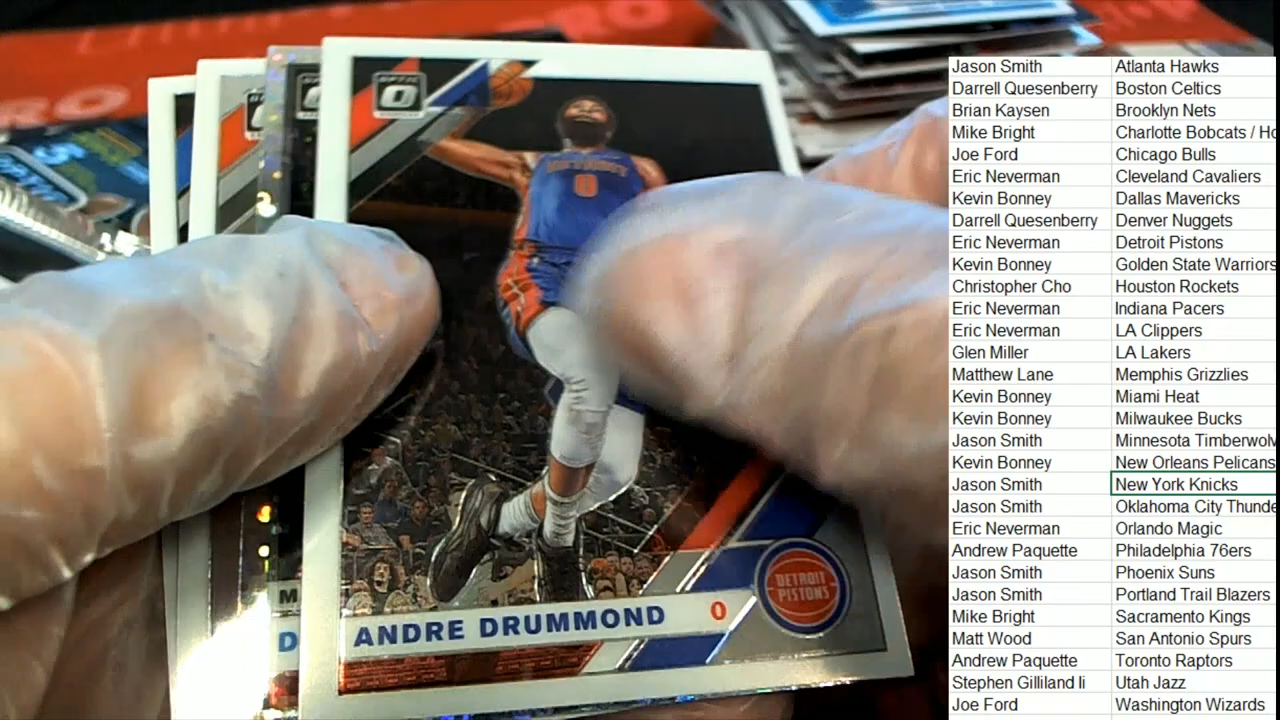 OPTIC
DETROIT
0
DETROIT
PISTONS
ANDRE DRUMMOND 0
M
D
Jason Smith Atlanta Hawks
Darrell Quesenberry Boston Celtics
Brian Kaysen Brooklyn Nets
Mike Bright Charlotte Bobcats / Ho
Joe Ford Chicago Bulls
Eric Neverman Cleveland Cavaliers
Kevin Bonney Dallas Mavericks
Darrell Quesenberry Denver Nuggets
Eric Neverman Detroit Pistons
Kevin Bonney Golden State Warriors
Christopher Cho Houston Rockets
Eric Neverman Indiana Pacers
Eric Neverman LA Clippers
Glen Miller LA Lakers
Matthew Lane Memphis Grizzlies
Kevin Bonney Miami Heat
Kevin Bonney Milwaukee Bucks
Jason Smith Minnesota Timberwolv
Kevin Bonney New Orleans Pelicans
Jason Smith New York Knicks
Jason Smith Oklahoma City Thunde
Eric Neverman Orlando Magic
Andrew Paquette Philadelphia 76ers
Jason Smith Phoenix Suns
Jason Smith Portland Trail Blazers
Mike Bright Sacramento Kings
Matt Wood San Antonio Spurs
Andrew Paquette Toronto Raptors
Stephen Gilliland Ii Utah Jazz
Joe Ford Washington Wizards